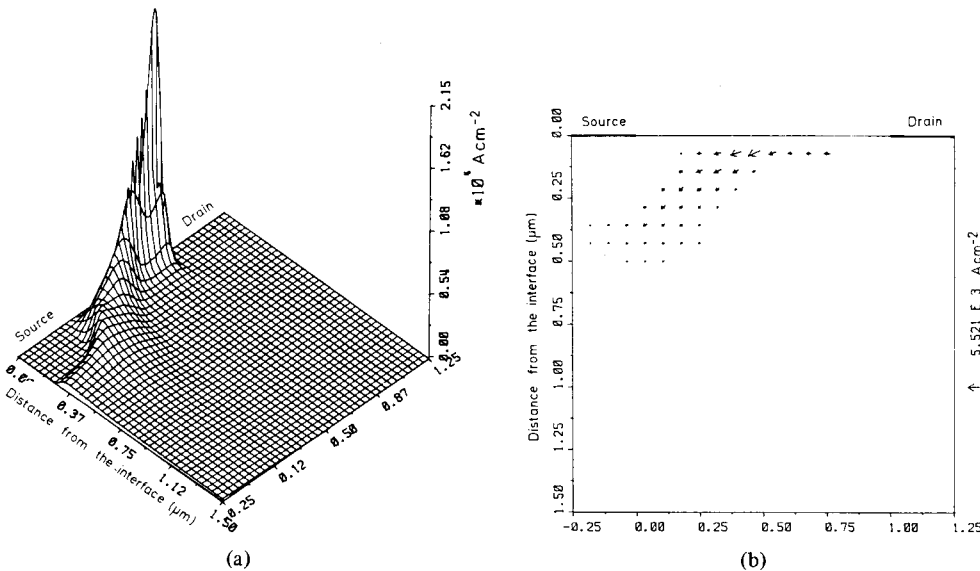 2.15
1.62
1.08
0.54
0.00
*10⁶ Acm⁻²
Source
Drain
Distance from the interface (µm)
0.37
0.75
1.12
1.50
0.25
0.12
0.50
0.87
1.25
(a)
Source
Drain
0.00
0.25
0.50
0.75
1.00
1.25
1.50
Distance from the interface (µm)
-0.25
0.00
0.25
0.50
0.75
1.00
1.25
↑ 5.521 E 3 Acm⁻²
(b)